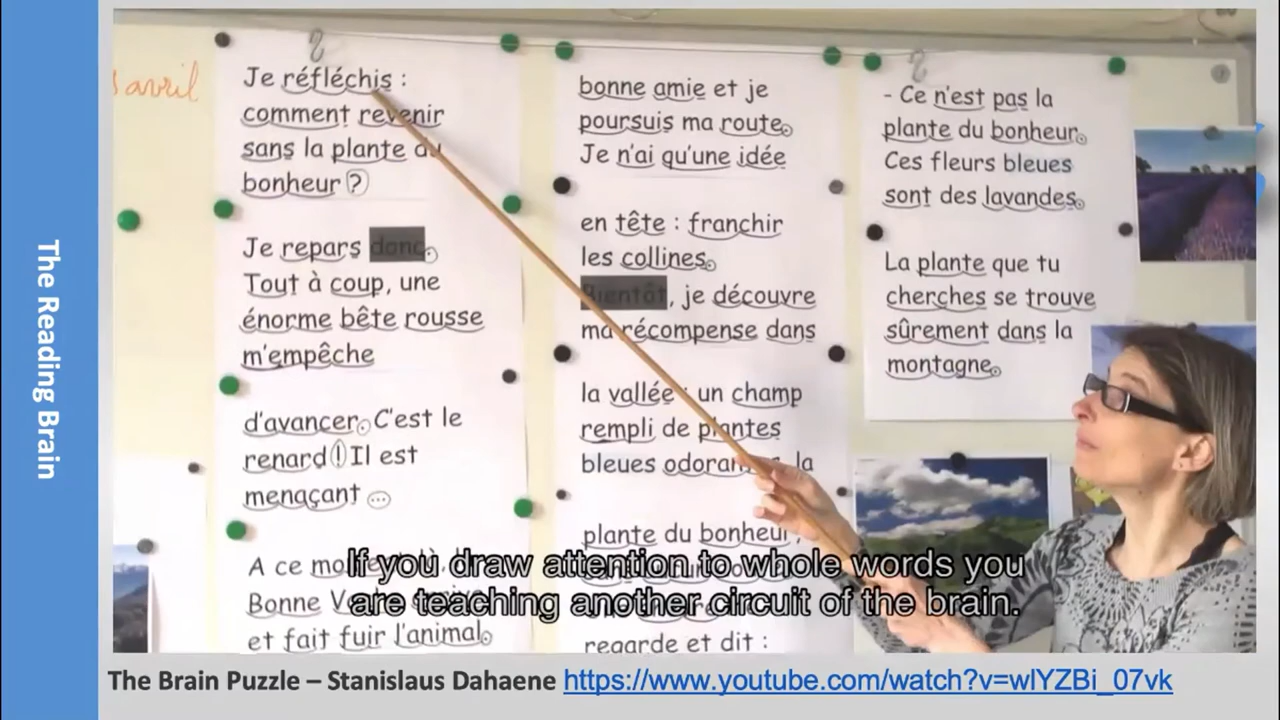 The Reading Brain
avril
Je réfléchis :
comment revenir
sans la plante du
bonheur ?
Je repars donc.
Tout à coup, une
énorme bête rousse
m'empêche
d'avancer. C'est le
renard ! Il est
menaçant ...
A ce
Bonne
et fait fuir l'animal.
bonne amie et je
poursuis ma route.
Je n'ai qu'une idée
en tête : franchir
les collines.
Bientôt, je découvre
ma récompense dans
la vallée : un champ
rempli de plantes
bleues la
plante du bonheur,
regarde et dit :
- Ce n'est pas la
plante du bonheur.
Ces fleurs bleues
sont des lavandes.
La plante que tu
cherches se trouve
sûrement dans la
montagne.
If you draw attention to whole words you
are teaching another circuit of the brain.
The Brain Puzzle – Stanislaus Dahaene https://www.youtube.com/watch?v=wlYZBi_07vk